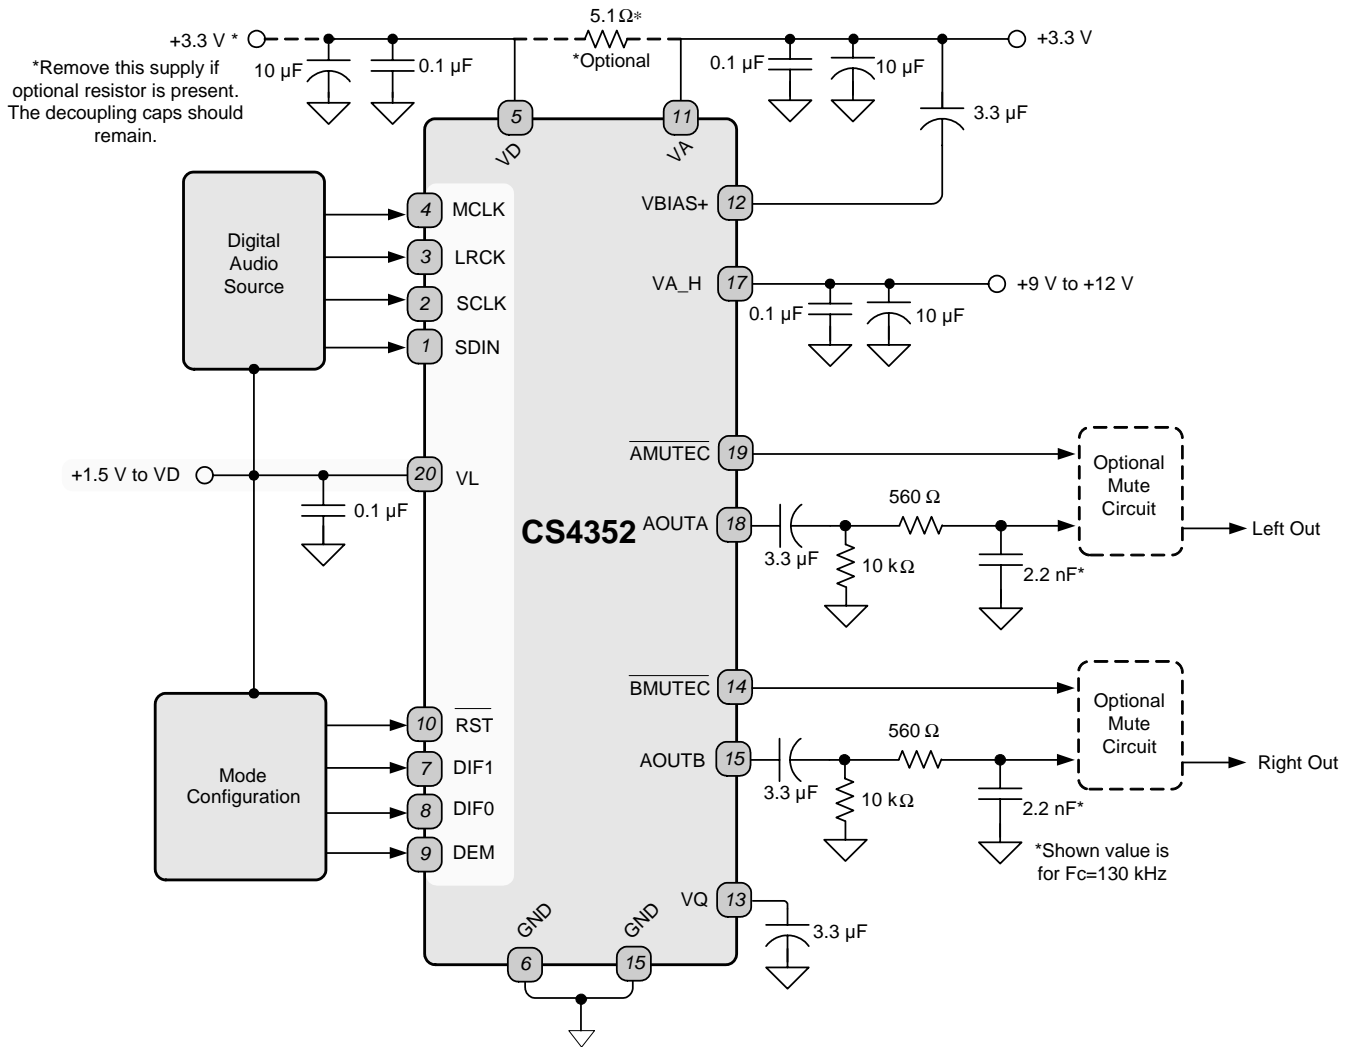 5.1 Ω*
+3.3 V *
*Optional
+3.3 V
*Remove this supply if
optional resistor is present.
The decoupling caps should
remain.
10 µF
0.1 µF
0.1 µF
10 µF
3.3 µF
5
VD
11
VA
12
VBIAS+
Digital
Audio
Source
4
MCLK
3
LRCK
2
SCLK
1
SDIN
VA_H
17
+9 V to +12 V
0.1 µF
10 µF
+1.5 V to VD
20
VL
0.1 µF
CS4352
AMUTEC
19
AOUTA
18
3.3 µF
10 kΩ
560 Ω
2.2 nF*
Optional
Mute
Circuit
Left Out
BMUTEC
14
AOUTB
15
3.3 µF
10 kΩ
560 Ω
2.2 nF*
Optional
Mute
Circuit
Right Out
*Shown value is
for Fc=130 kHz
Mode
Configuration
10
RST
7
DIF1
8
DIF0
9
DEM
VQ
13
3.3 µF
GND
6
GND
15